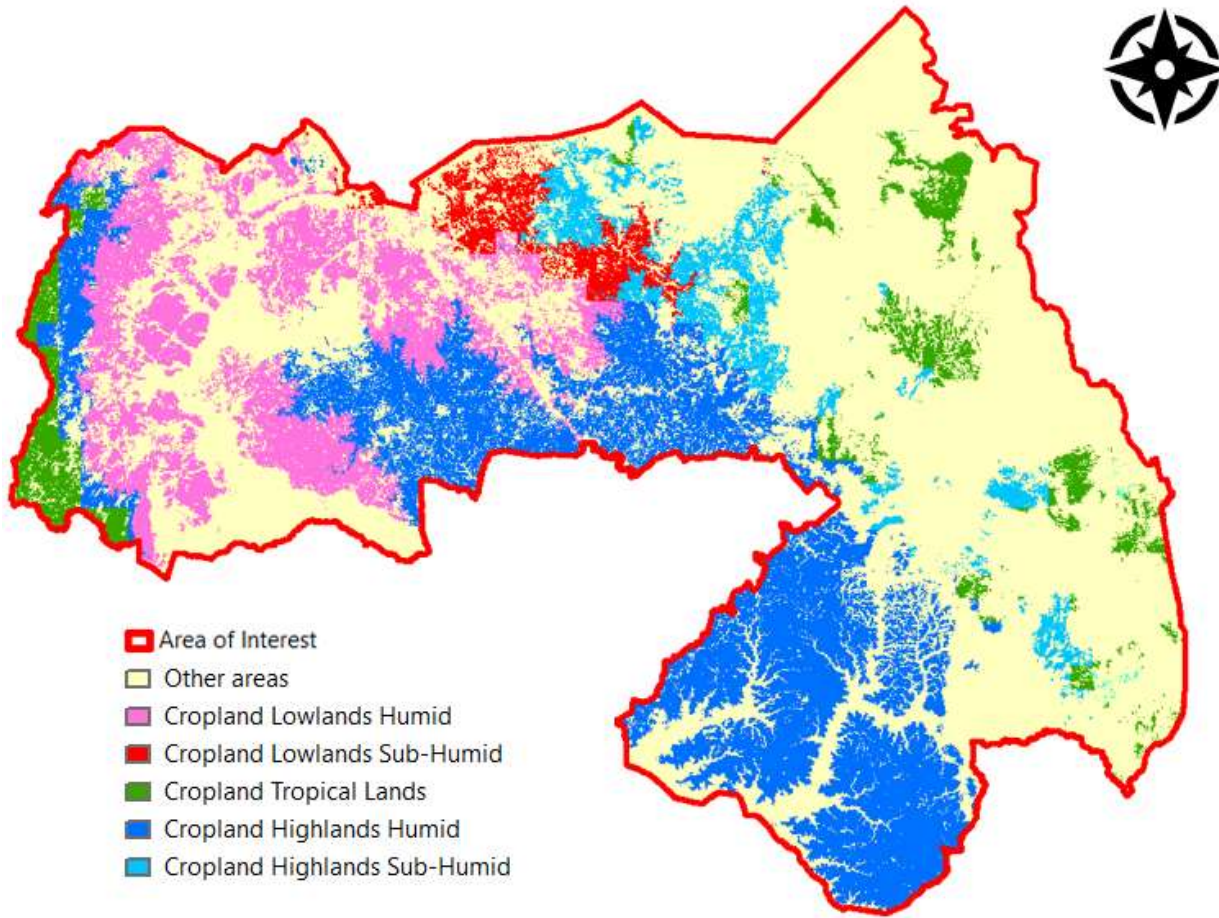 Area of Interest
Other areas
Cropland Lowlands Humid
Cropland Lowlands Sub-Humid
Cropland Tropical Lands
Cropland Highlands Humid
Cropland Highlands Sub-Humid